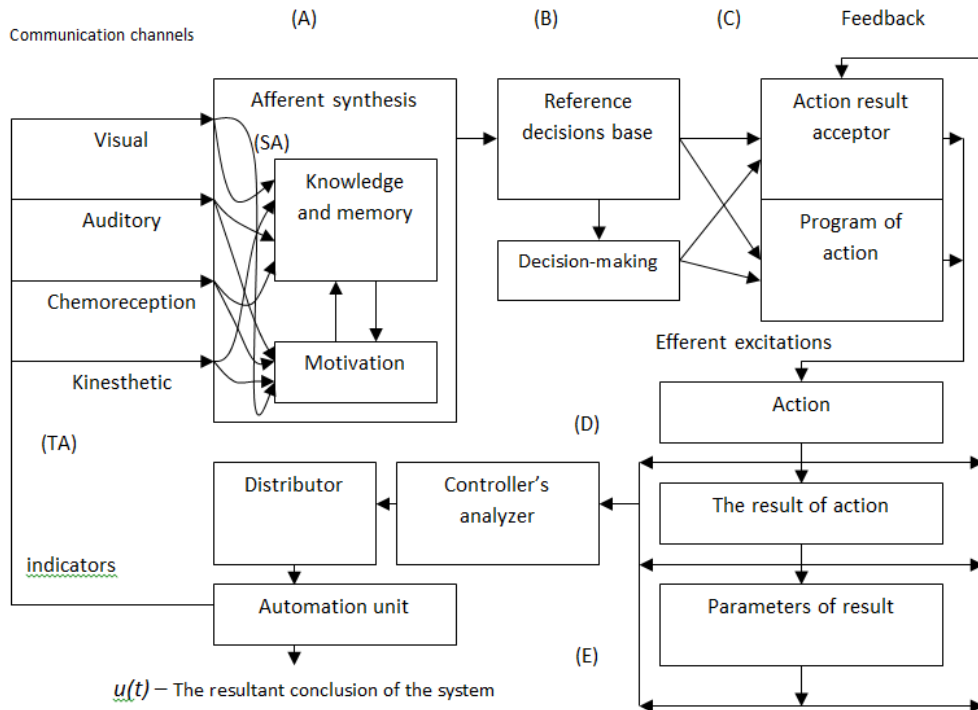 (A)
(B)
(C)
Feedback
Communication channels
Afferent synthesis
(SA)
Visual
Auditory
Chemoreception
Kinesthetic
Knowledge
and memory
Motivation
Reference
decisions base
Decision-making
Action result
acceptor
Program of
action
Efferent excitations
Action
(D)
(TA)
Distributor
Controller's
analyzer
The result of action
indicators
Automation unit
Parameters of result
(E)
u(t) – The resultant conclusion of the system